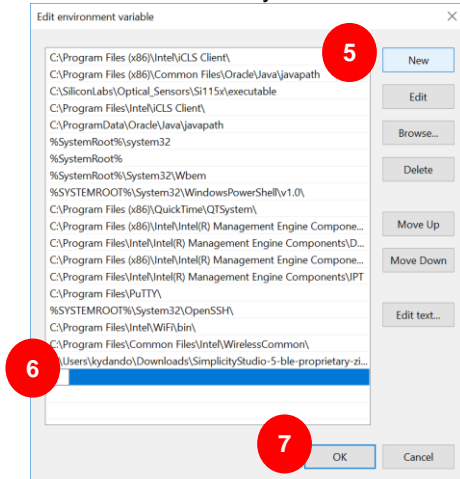 Edit environment variable
C:\Program Files (x86)\Intel\iCLS Client\
C:\Program Files (x86)\Common Files\Oracle\Java\javapath
C:\SiliconLabs\Optical_Sensors\Si115x\executable
C:\Program Files\Intel\iCLS Client\
C:\ProgramData\Oracle\Java\javapath
%SystemRoot%\system32
%SystemRoot%
%SystemRoot%\System32\Wbem
%SYSTEMROOT%\System32\WindowsPowerShell\v1.0\
C:\Program Files (x86)\QuickTime\QTSystem\
C:\Program Files (x86)\Intel\Intel(R) Management Engine Compone...
C:\Program Files\Intel\Intel(R) Management Engine Components\D...
C:\Program Files (x86)\Intel\Intel(R) Management Engine Compone...
C:\Program Files\Intel\Intel(R) Management Engine Components\IPT
C:\Program Files\PuTTY\
%SYSTEMROOT%\System32\OpenSSH\
C:\Program Files\Intel\WiFi\bin\
C:\Program Files\Common Files\Intel\WirelessCommon\
\Users\kydando\Downloads\SimplicityStudio-5-ble-proprietary-zi...
5
New
Edit
Browse...
Delete
Move Up
Move Down
Edit text...
6
7
OK
Cancel